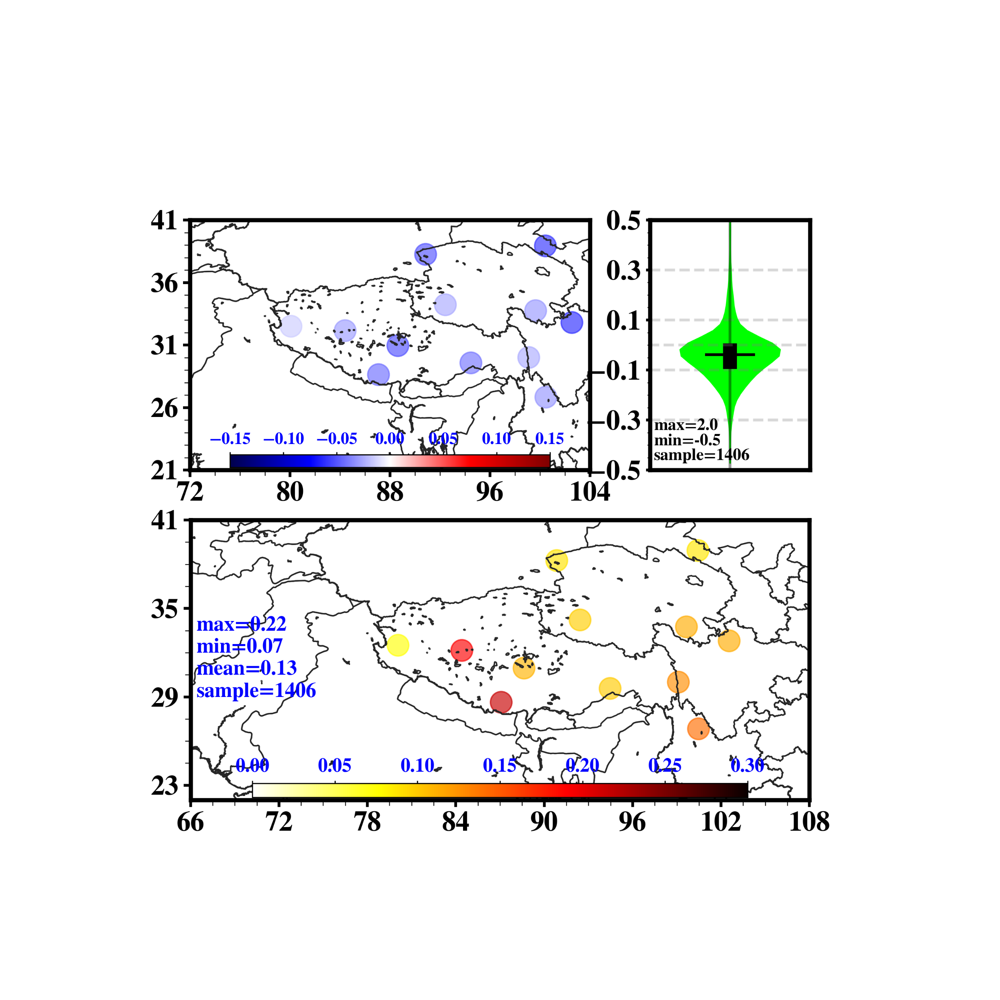 41
36
31
26
21
−0.15 −0.10 −0.05 0.00 0.05 0.10 0.15
72 80 88 96 104
0.5
0.3
0.1
−0.1
−0.3
−0.5
max=2.0
min=-0.5
sample=1406
41
35
29
23
max=0.22
min=0.07
mean=0.13
sample=1406
0.00 0.05 0.10 0.15 0.20 0.25 0.30
66 72 78 84 90 96 102 108